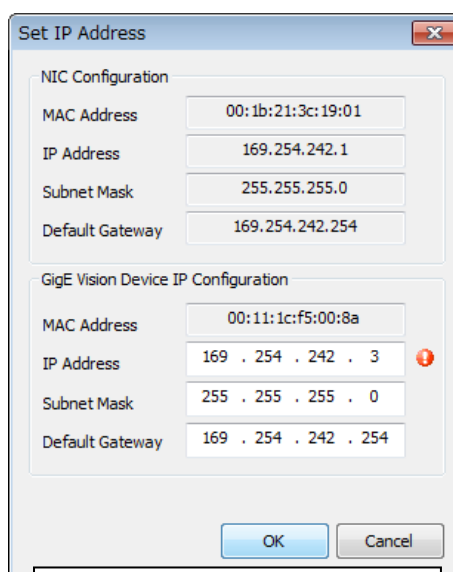 Set IP Address
NIC Configuration
MAC Address 00:1b:21:3c:19:01
IP Address 169.254.242.1
Subnet Mask 255.255.255.0
Default Gateway 169.254.242.254
GigE Vision Device IP Configuration
MAC Address 00:11:1c:f5:00:8a
IP Address 169 . 254 . 242 . 3
Subnet Mask 255 . 255 . 255 . 0
Default Gateway 169 . 254 . 242 . 254
OK Cancel